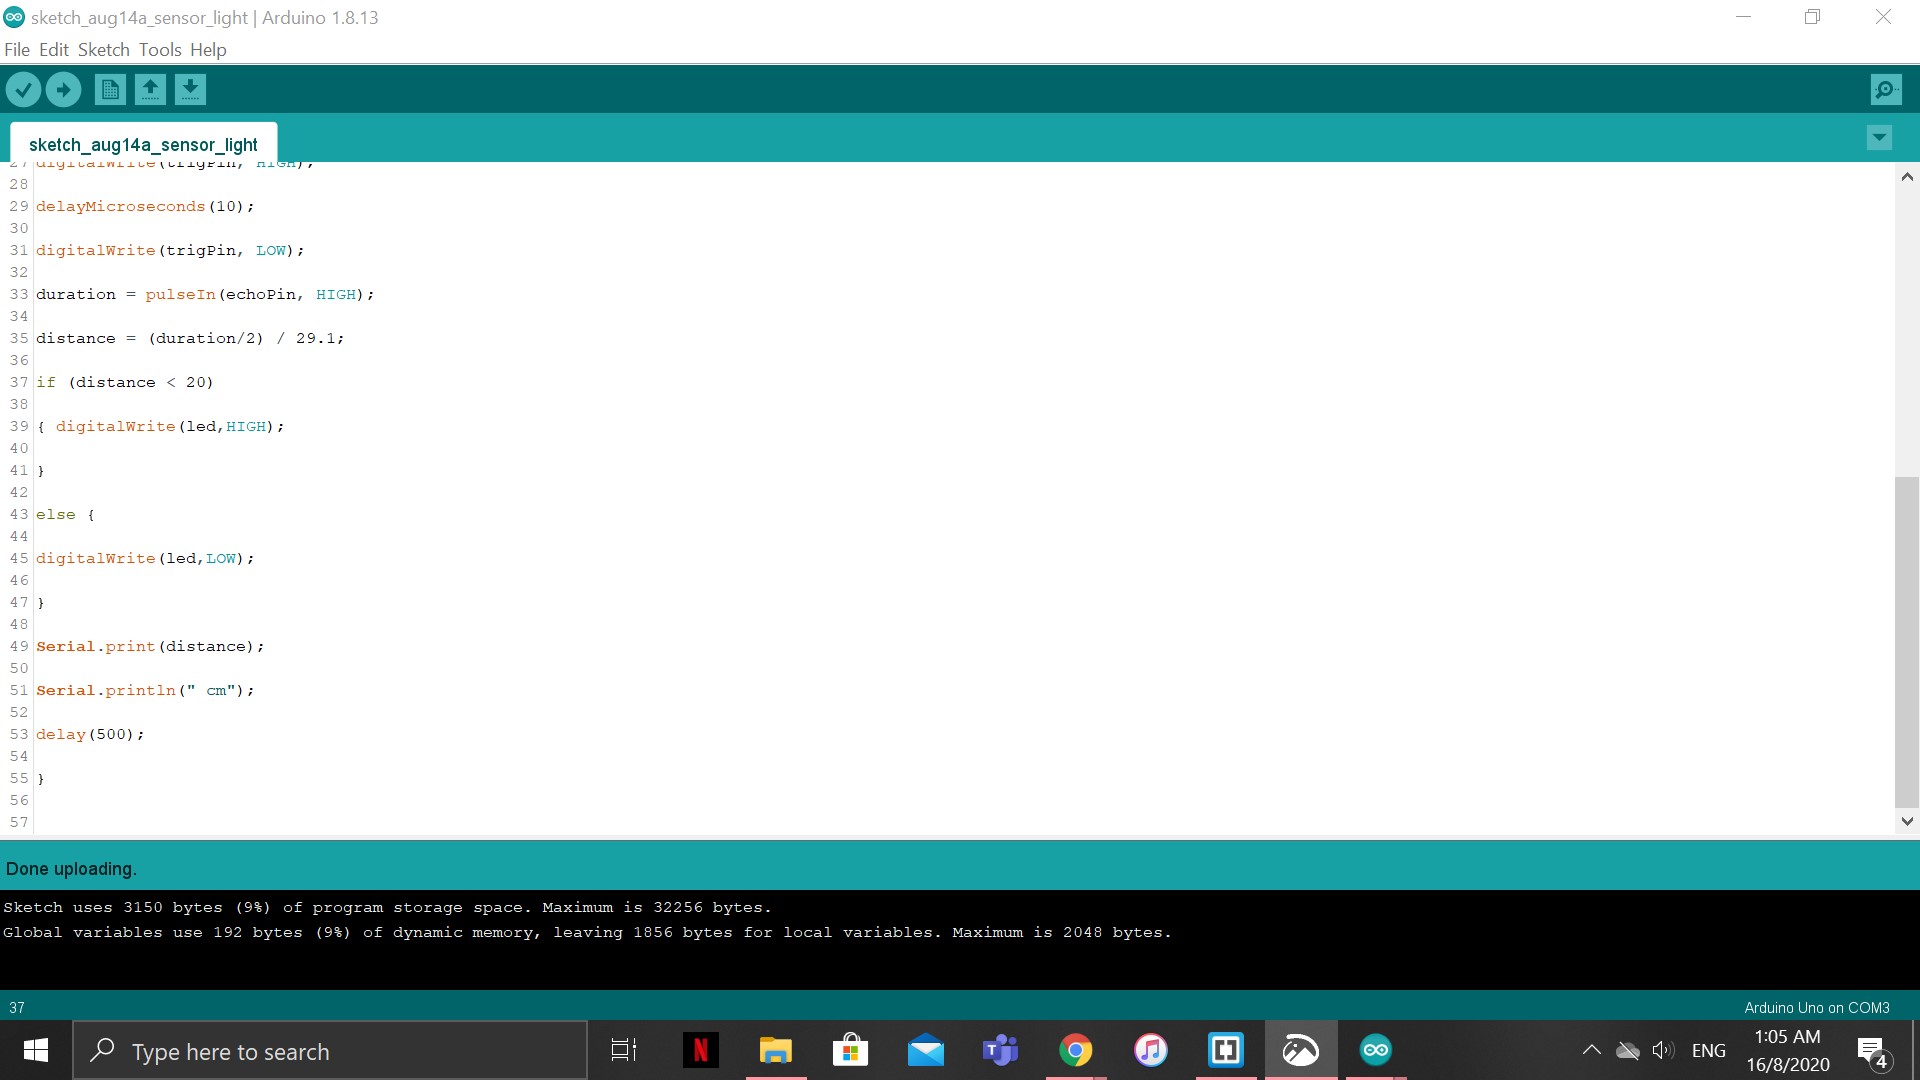 sketch_aug14a_sensor_light | Arduino 1.8.13
File Edit Sketch Tools Help
sketch_aug14a_sensor_light
27 digitalWrite(trigPin, HIGH);
28
29 delayMicroseconds(10);
30
31 digitalWrite(trigPin, LOW);
32
33 duration = pulseIn(echoPin, HIGH);
34
35 distance = (duration/2) / 29.1;
36
37 if (distance < 20)
38
39 { digitalWrite(led,HIGH);
40
41 }
42
43 else {
44
45 digitalWrite(led,LOW);
46
47 }
48
49 Serial.print(distance);
50
51 Serial.println(" cm");
52
53 delay(500);
54
55 }
56
57
Done uploading.
Sketch uses 3150 bytes (9%) of program storage space. Maximum is 32256 bytes.
Global variables use 192 bytes (9%) of dynamic memory, leaving 1856 bytes for local variables. Maximum is 2048 bytes.
37 Arduino Uno on COM3
Type here to search N T ENG 1:05 AM 4
16/8/2020